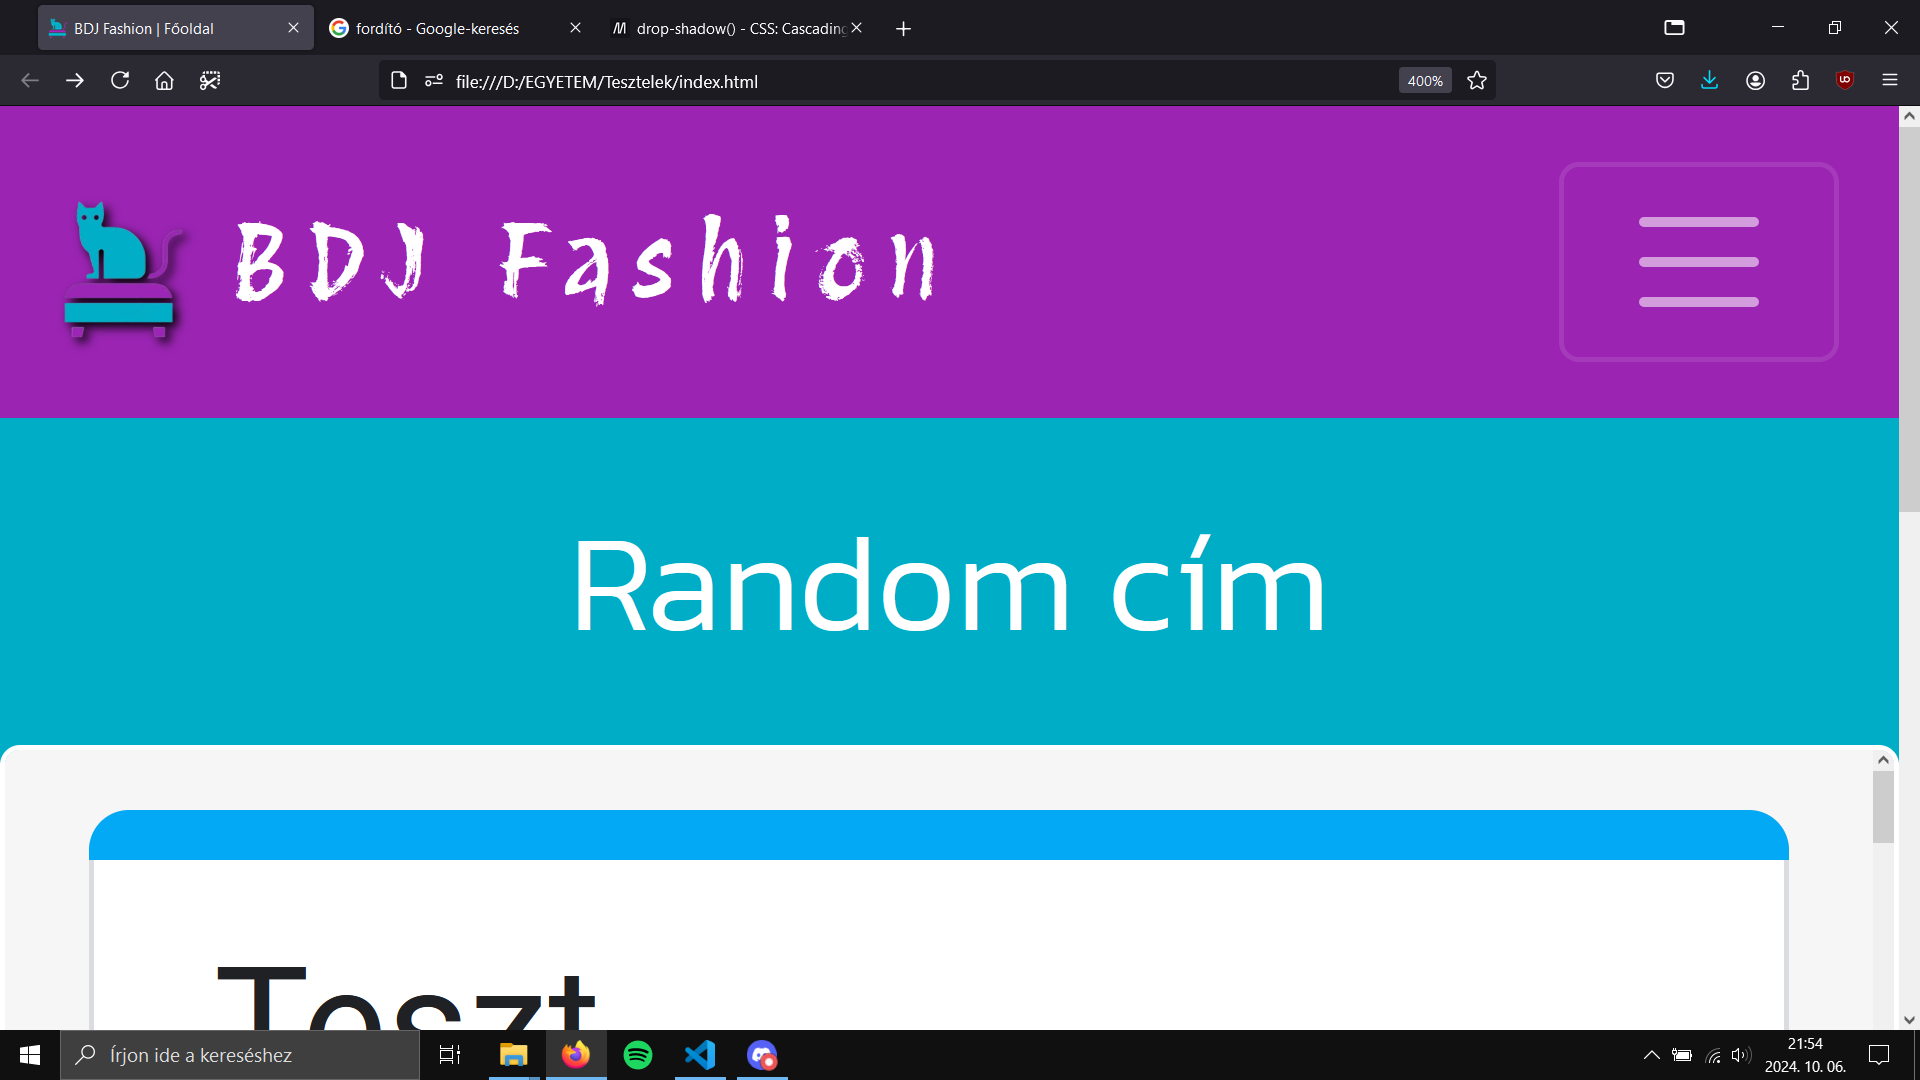 BDJ Fashion | Főoldal
fordító - Google-keresés
drop-shadow() - CSS: Cascading
file:///D:/EGYETEM/Tesztelek/index.html
400%
BDJ Fashion
Random cím
Teszt
Írjon ide a kereséshez
21:54
2024. 10. 06.